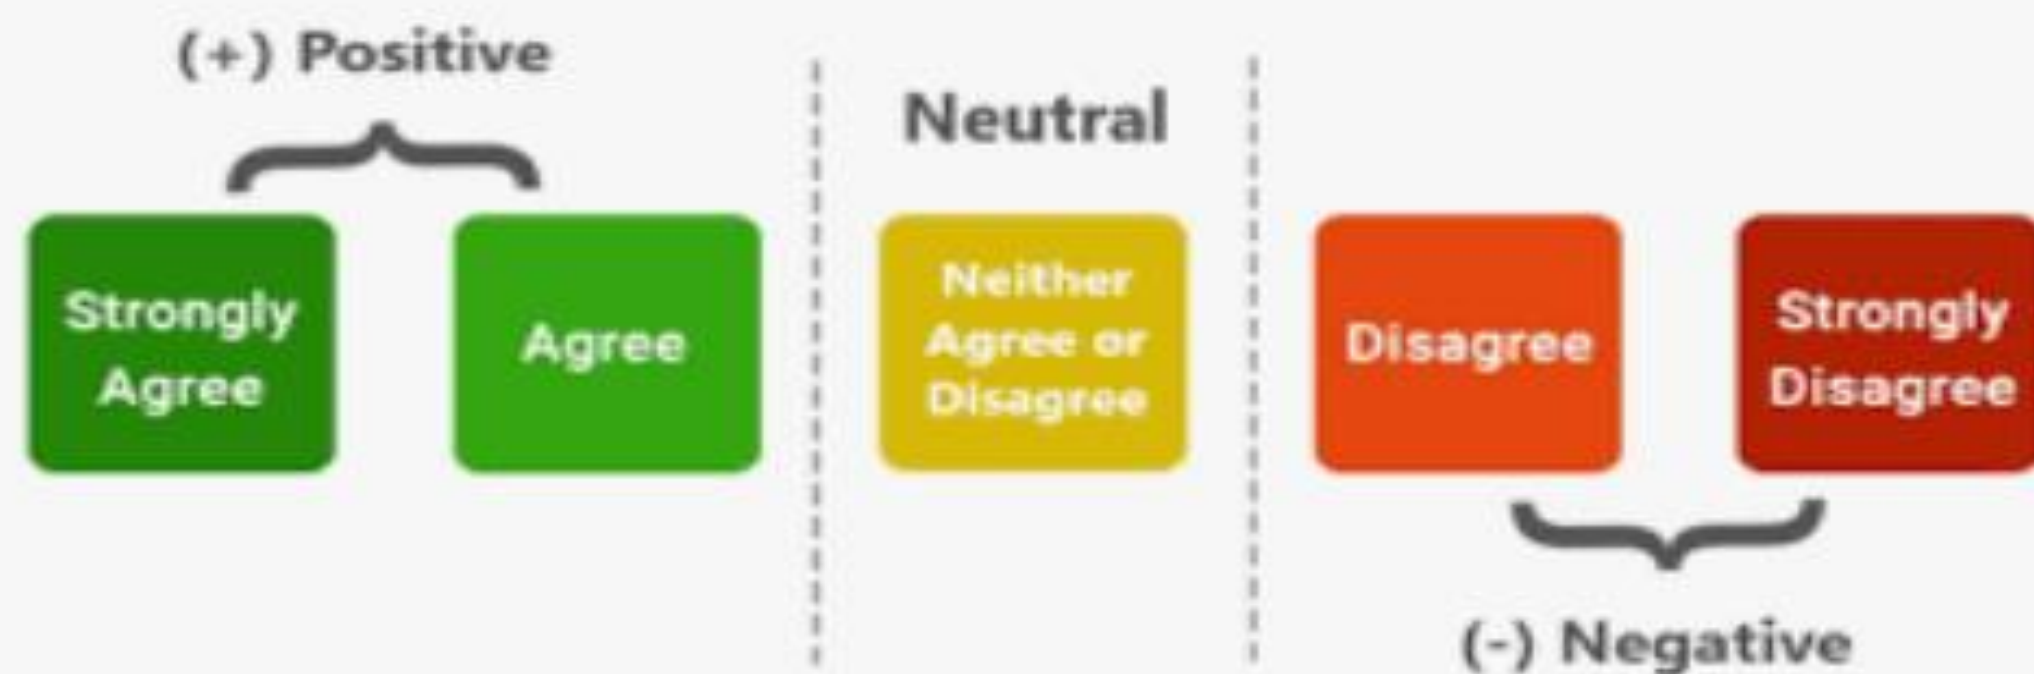 (+) Positive
Neutral
Strongly
Agree
Agree
Neither
Agree or
Disagree
Disagree
Strongly
Disagree
(-) Negative